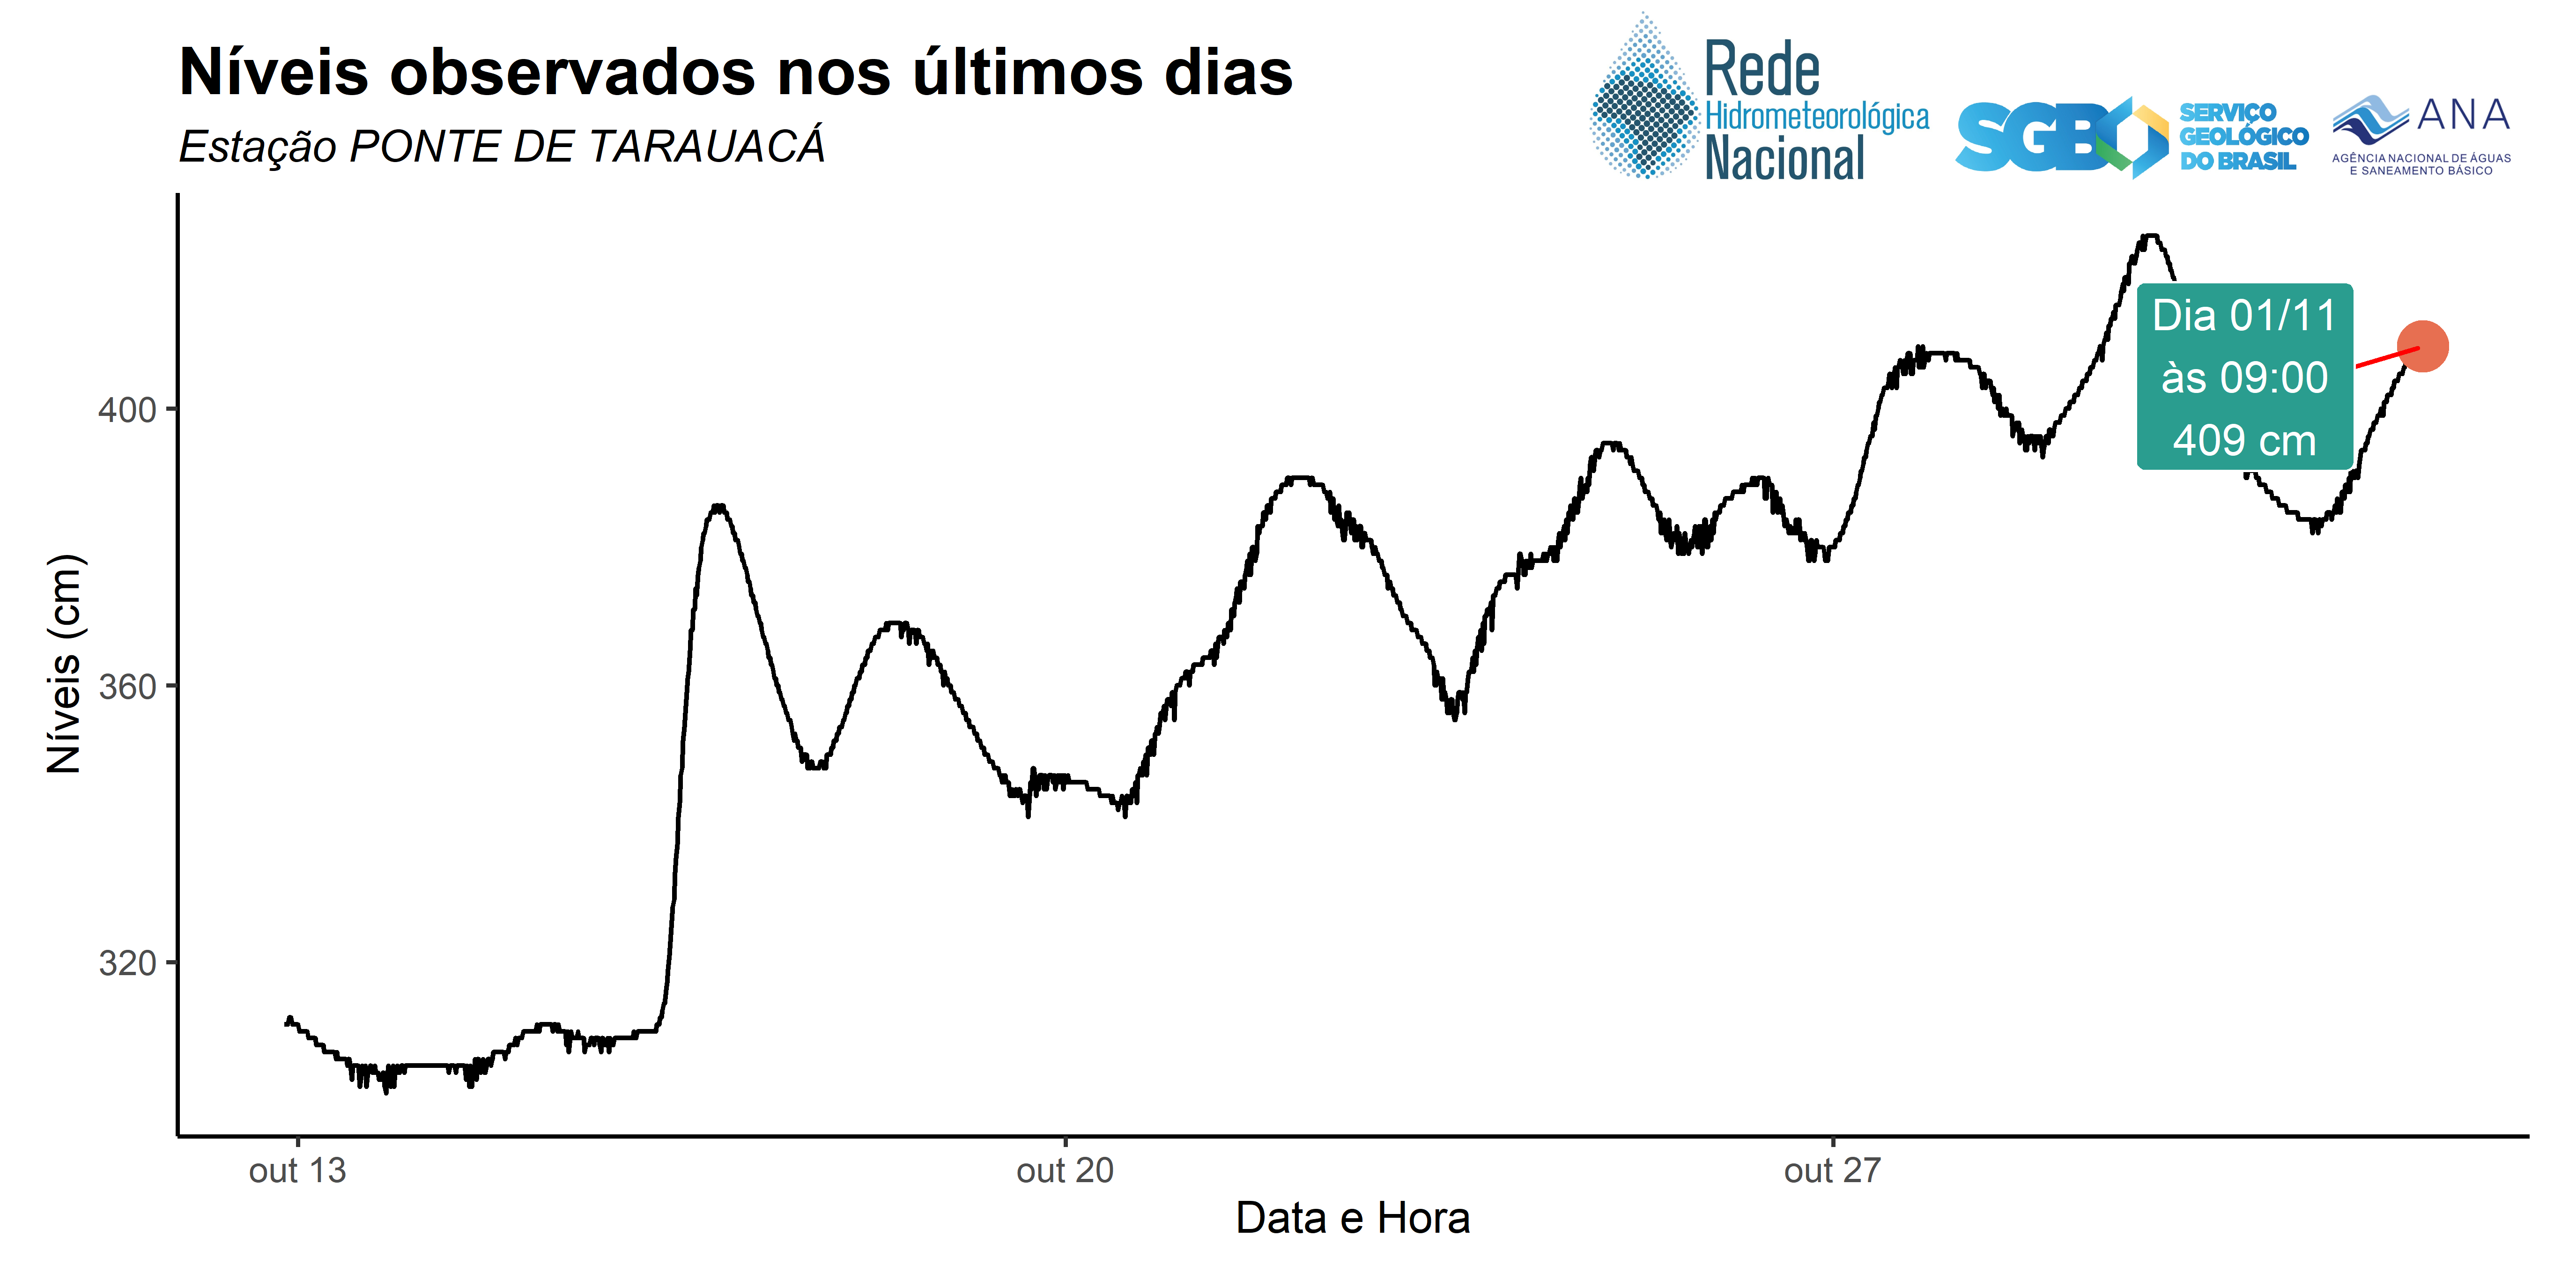 Níveis observados nos últimos dias
Estação PONTE DE TARAUACÁ
Rede
Hidrometeorológica
Nacional
SGB
SERVIÇO
GEOLÓGICO
DO BRASIL
ANA
AGÊNCIA NACIONAL DE ÁGUAS
E SANEAMENTO BÁSICO
Níveis (cm)
400
360
320
Dia 01/11
às 09:00
409 cm
out 13
out 20
out 27
Data e Hora